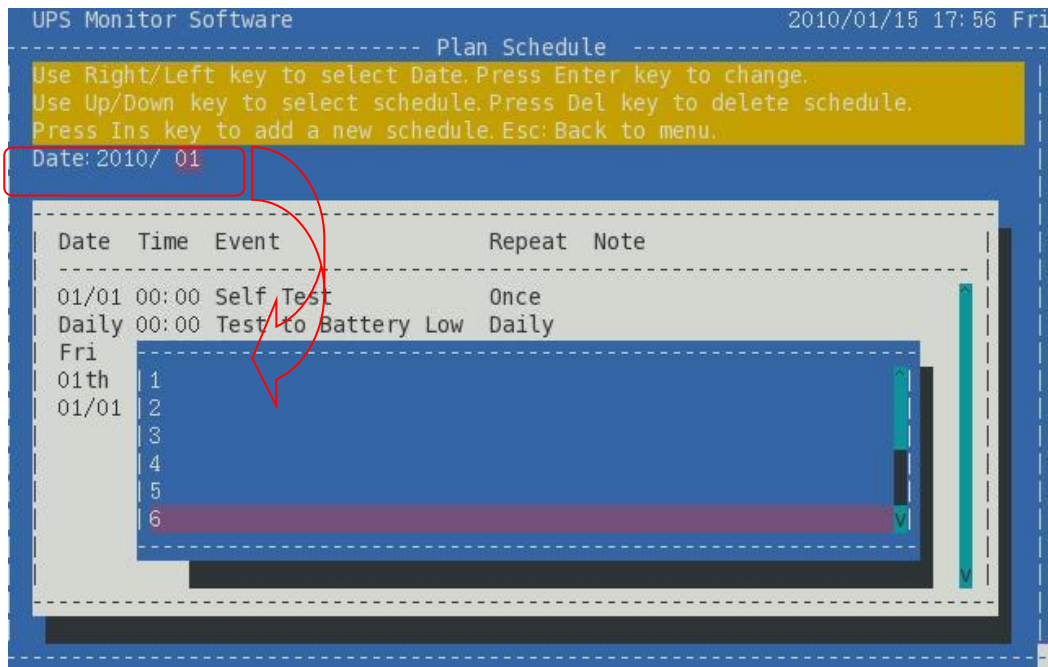 UPS Monitor Software 2010/01/15 17:56 Fri
Plan Schedule
Use Right/Left key to select Date.Press Enter key to change.
Use Up/Down key to select schedule.Press Del key to delete schedule.
Press Ins key to add a new schedule.Esc:Back to menu.
Date:2010/ 01
Date Time Event Repeat Note
01/01 00:00 Self Test Once
Daily 00:00 Test to Battery Low Daily
Fri
01th
01/01
1
2
3
4
5
6